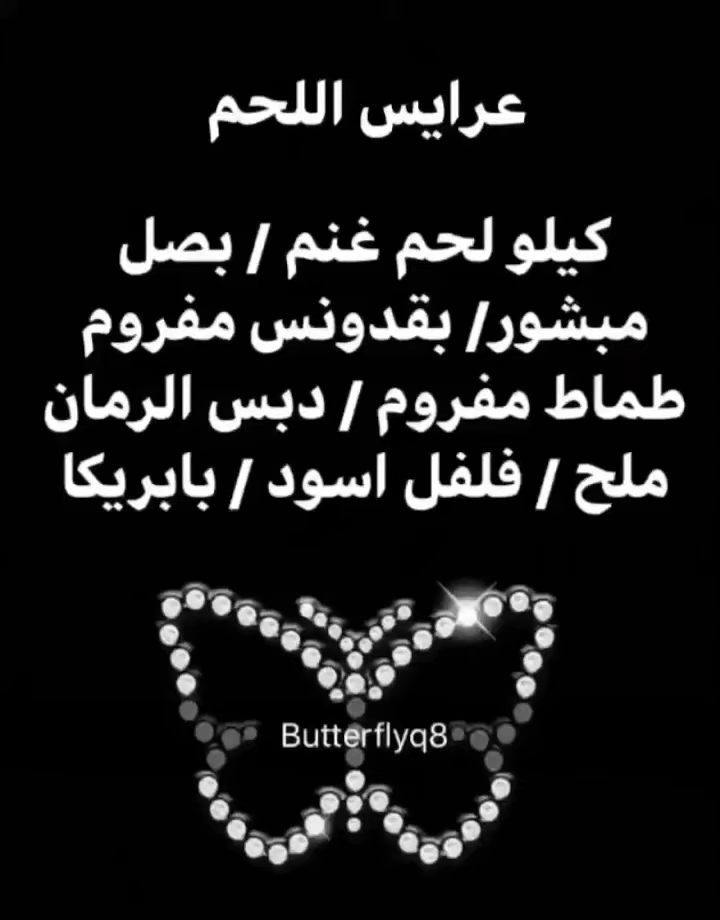 عرايس اللحم
كيلو لحم غنم / بصل
مبشور/ بقدونس مفروم
طماط مفروم / دبس الرمان
ملح / فلفل اسود / بابريكا
Butterflyq8